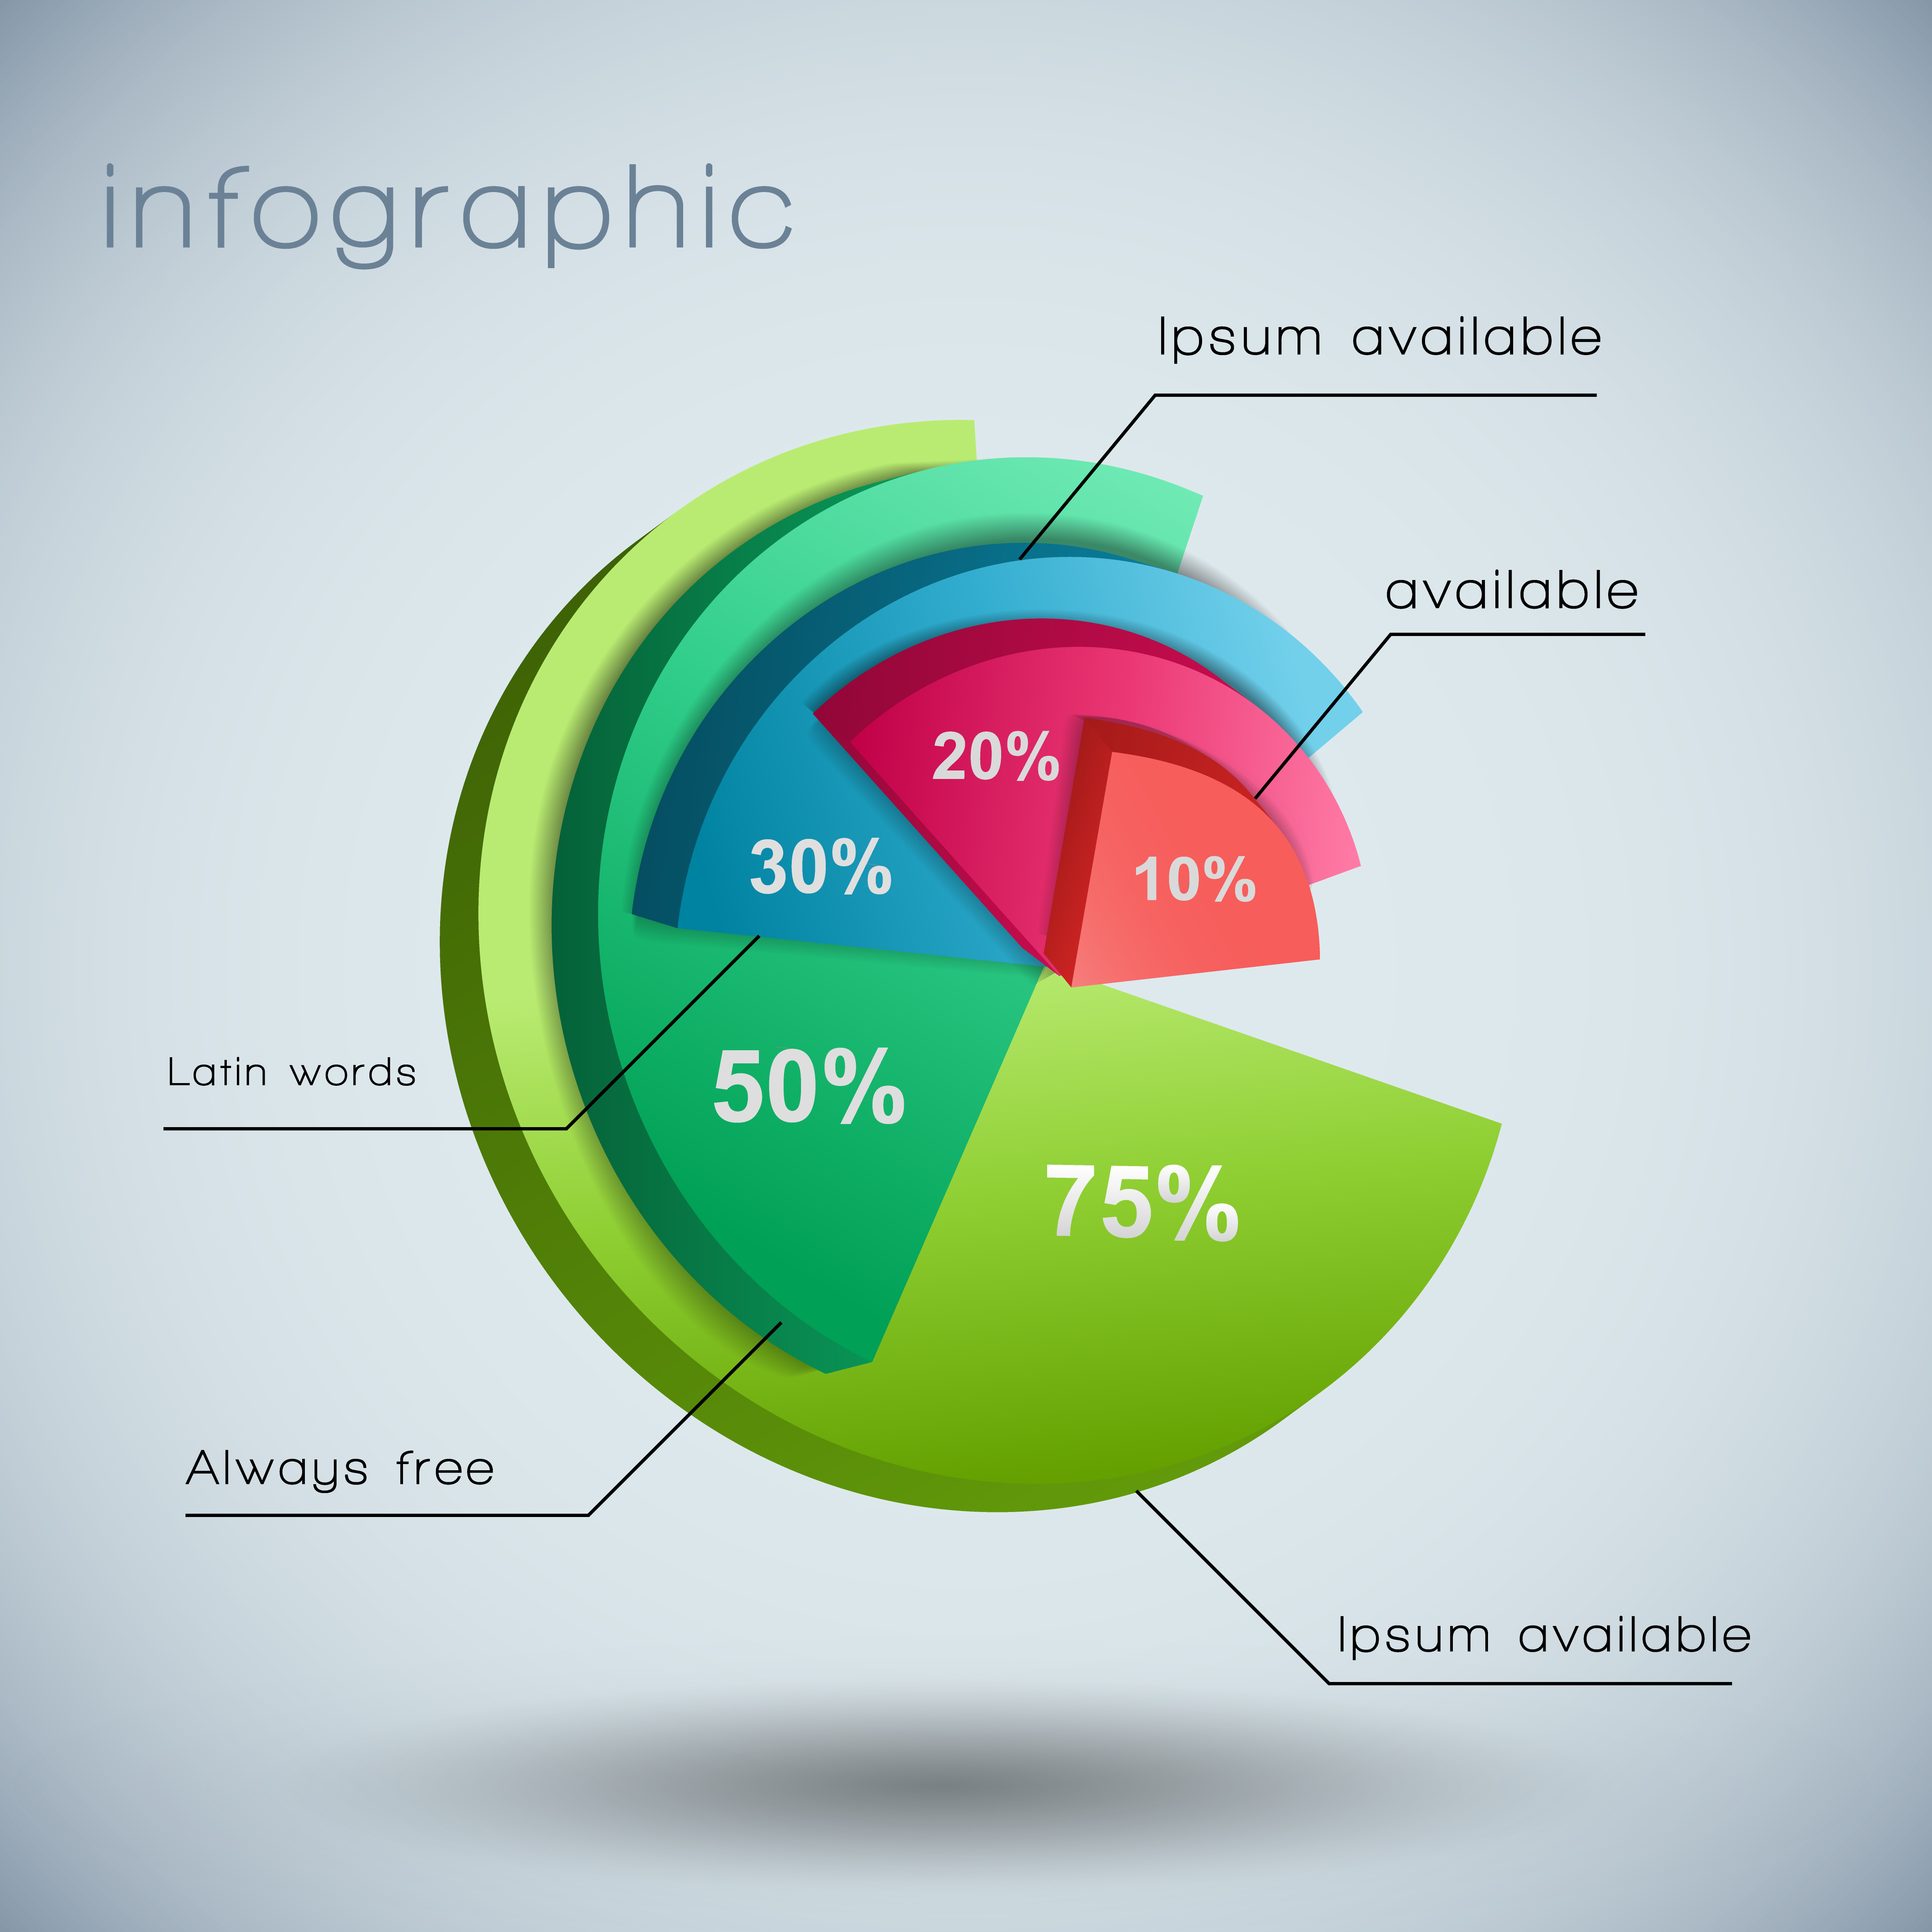 infographic
Ipsum available
available
20%
30%
10%
Latin words
50%
75%
Always free
Ipsum available